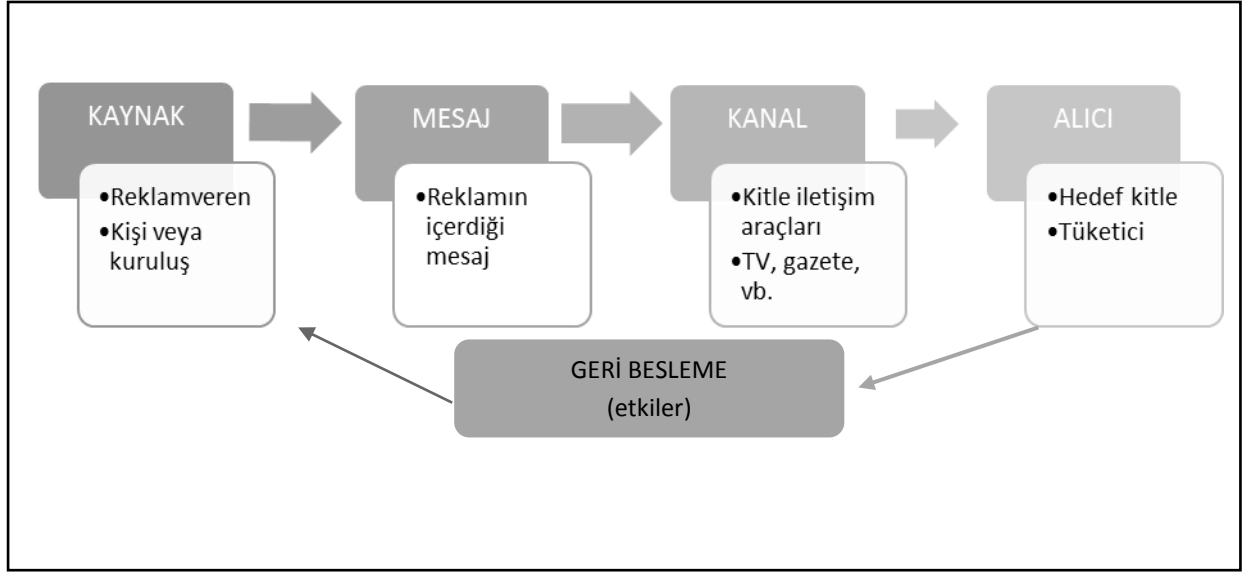 KAYNAK
•Reklamveren
•Kişi veya
kuruluş
MESAJ
•Reklamın
içerdiği
mesaj
KANAL
•Kitle iletişim
araçları
•TV, gazete,
vb.
ALICI
•Hedef kitle
•Tüketici
GERİ BESLEME
(etkiler)